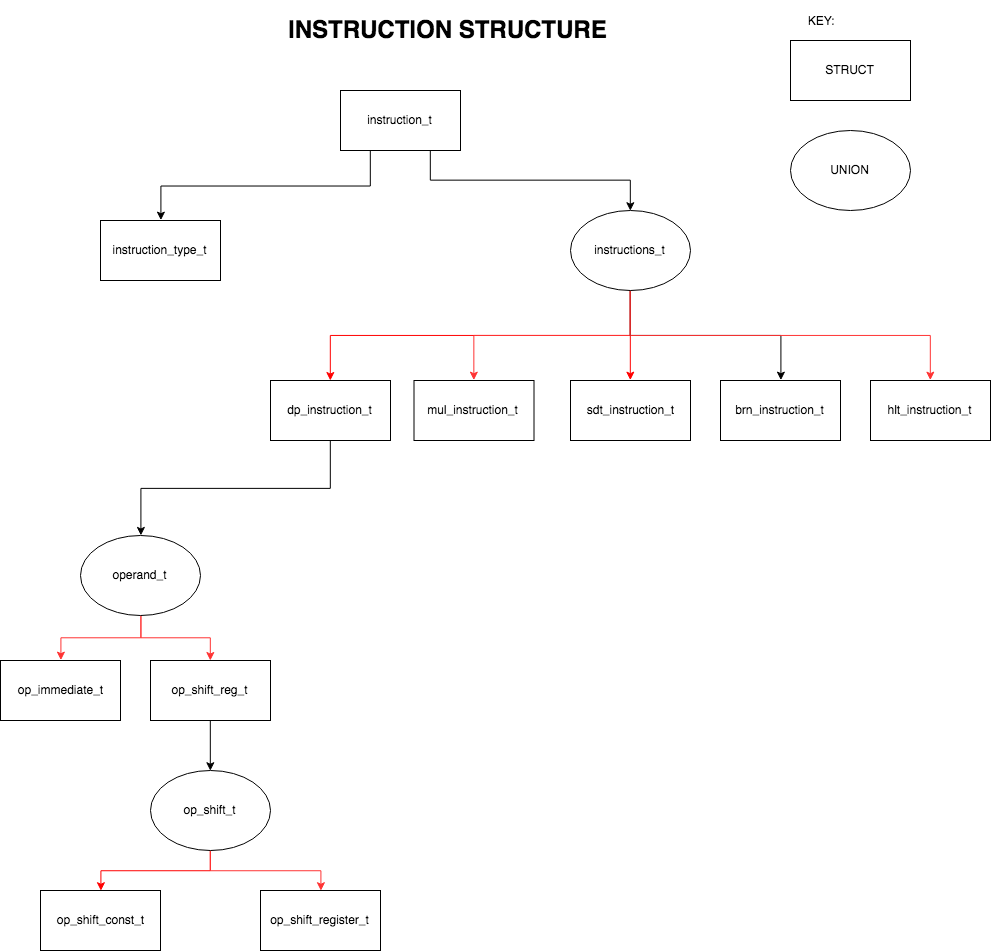 INSTRUCTION STRUCTURE
KEY:
STRUCT
UNION
instruction_t
instruction_type_t
instructions_t
dp_instruction_t
mul_instruction_t
sdt_instruction_t
brn_instruction_t
hlt_instruction_t
operand_t
op_immediate_t
op_shift_reg_t
op_shift_t
op_shift_const_t
op_shift_register_t